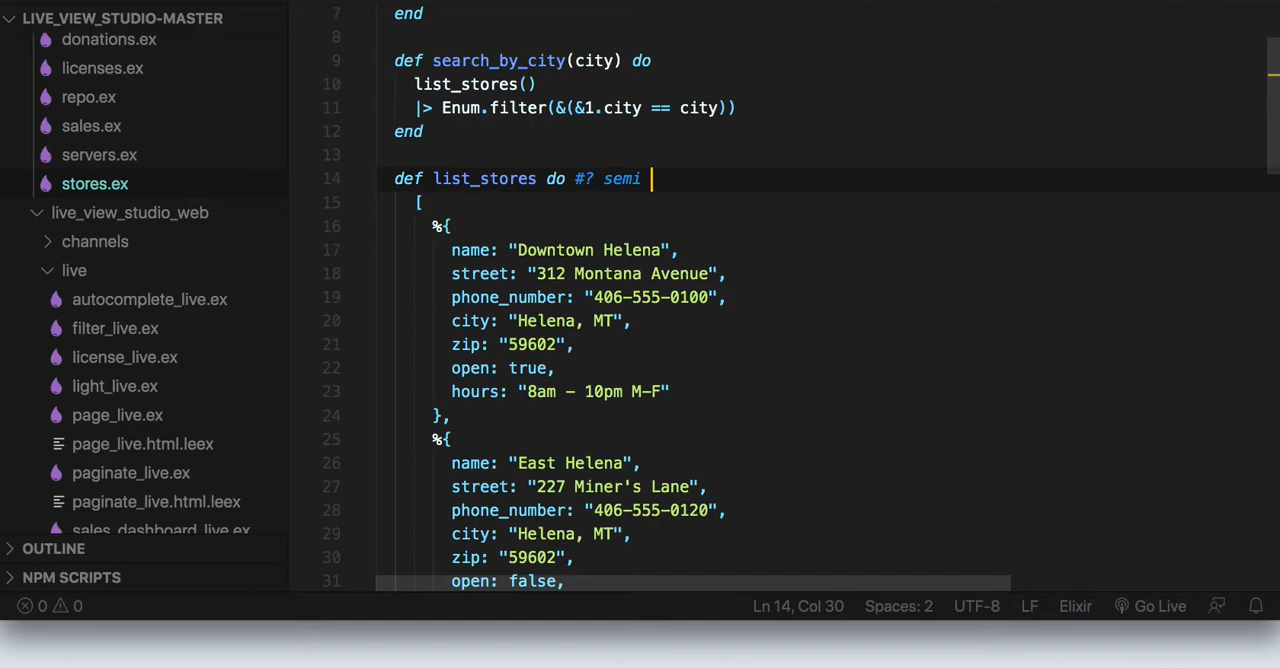 LIVE_VIEW_STUDIO-MASTER
donations.ex
licenses.ex
repo.ex
sales.ex
servers.ex
stores.ex
live_view_studio_web
channels
live
autocomplete_live.ex
filter_live.ex
license_live.ex
light_live.ex
page_live.ex
page_live.html.leex
paginate_live.ex
paginate_live.html.leex
sales_dashboard_live.ex
OUTLINE
NPM SCRIPTS
7 end
8
9 def search_by_city(city) do
10 list_stores()
11 |> Enum.filter(&(&1.city == city))
12 end
13
14 def list_stores do #? semi
15 [
16 %{
17 name: "Downtown Helena",
18 street: "312 Montana Avenue",
19 phone_number: "406-555-0100",
20 city: "Helena, MT",
21 zip: "59602",
22 open: true,
23 hours: "8am - 10pm M-F"
24 },
25 %{
26 name: "East Helena",
27 street: "227 Miner's Lane",
28 phone_number: "406-555-0120",
29 city: "Helena, MT",
30 zip: "59602",
31 open: false,
0 0 Ln 14, Col 30 Spaces: 2 UTF-8 LF Elixir Go Live